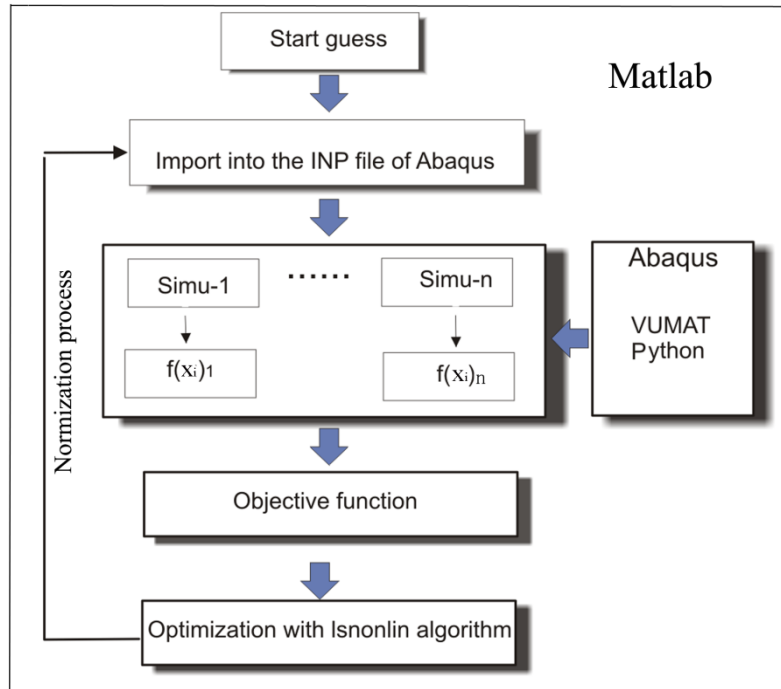 Start guess
Matlab
Import into the INP file of Abaqus
Simu-1
......
Simu-n
f(xi)1
f(xi)n
Abaqus
VUMAT
Python
Normization process
Objective function
Optimization with lsnonlin algorithm